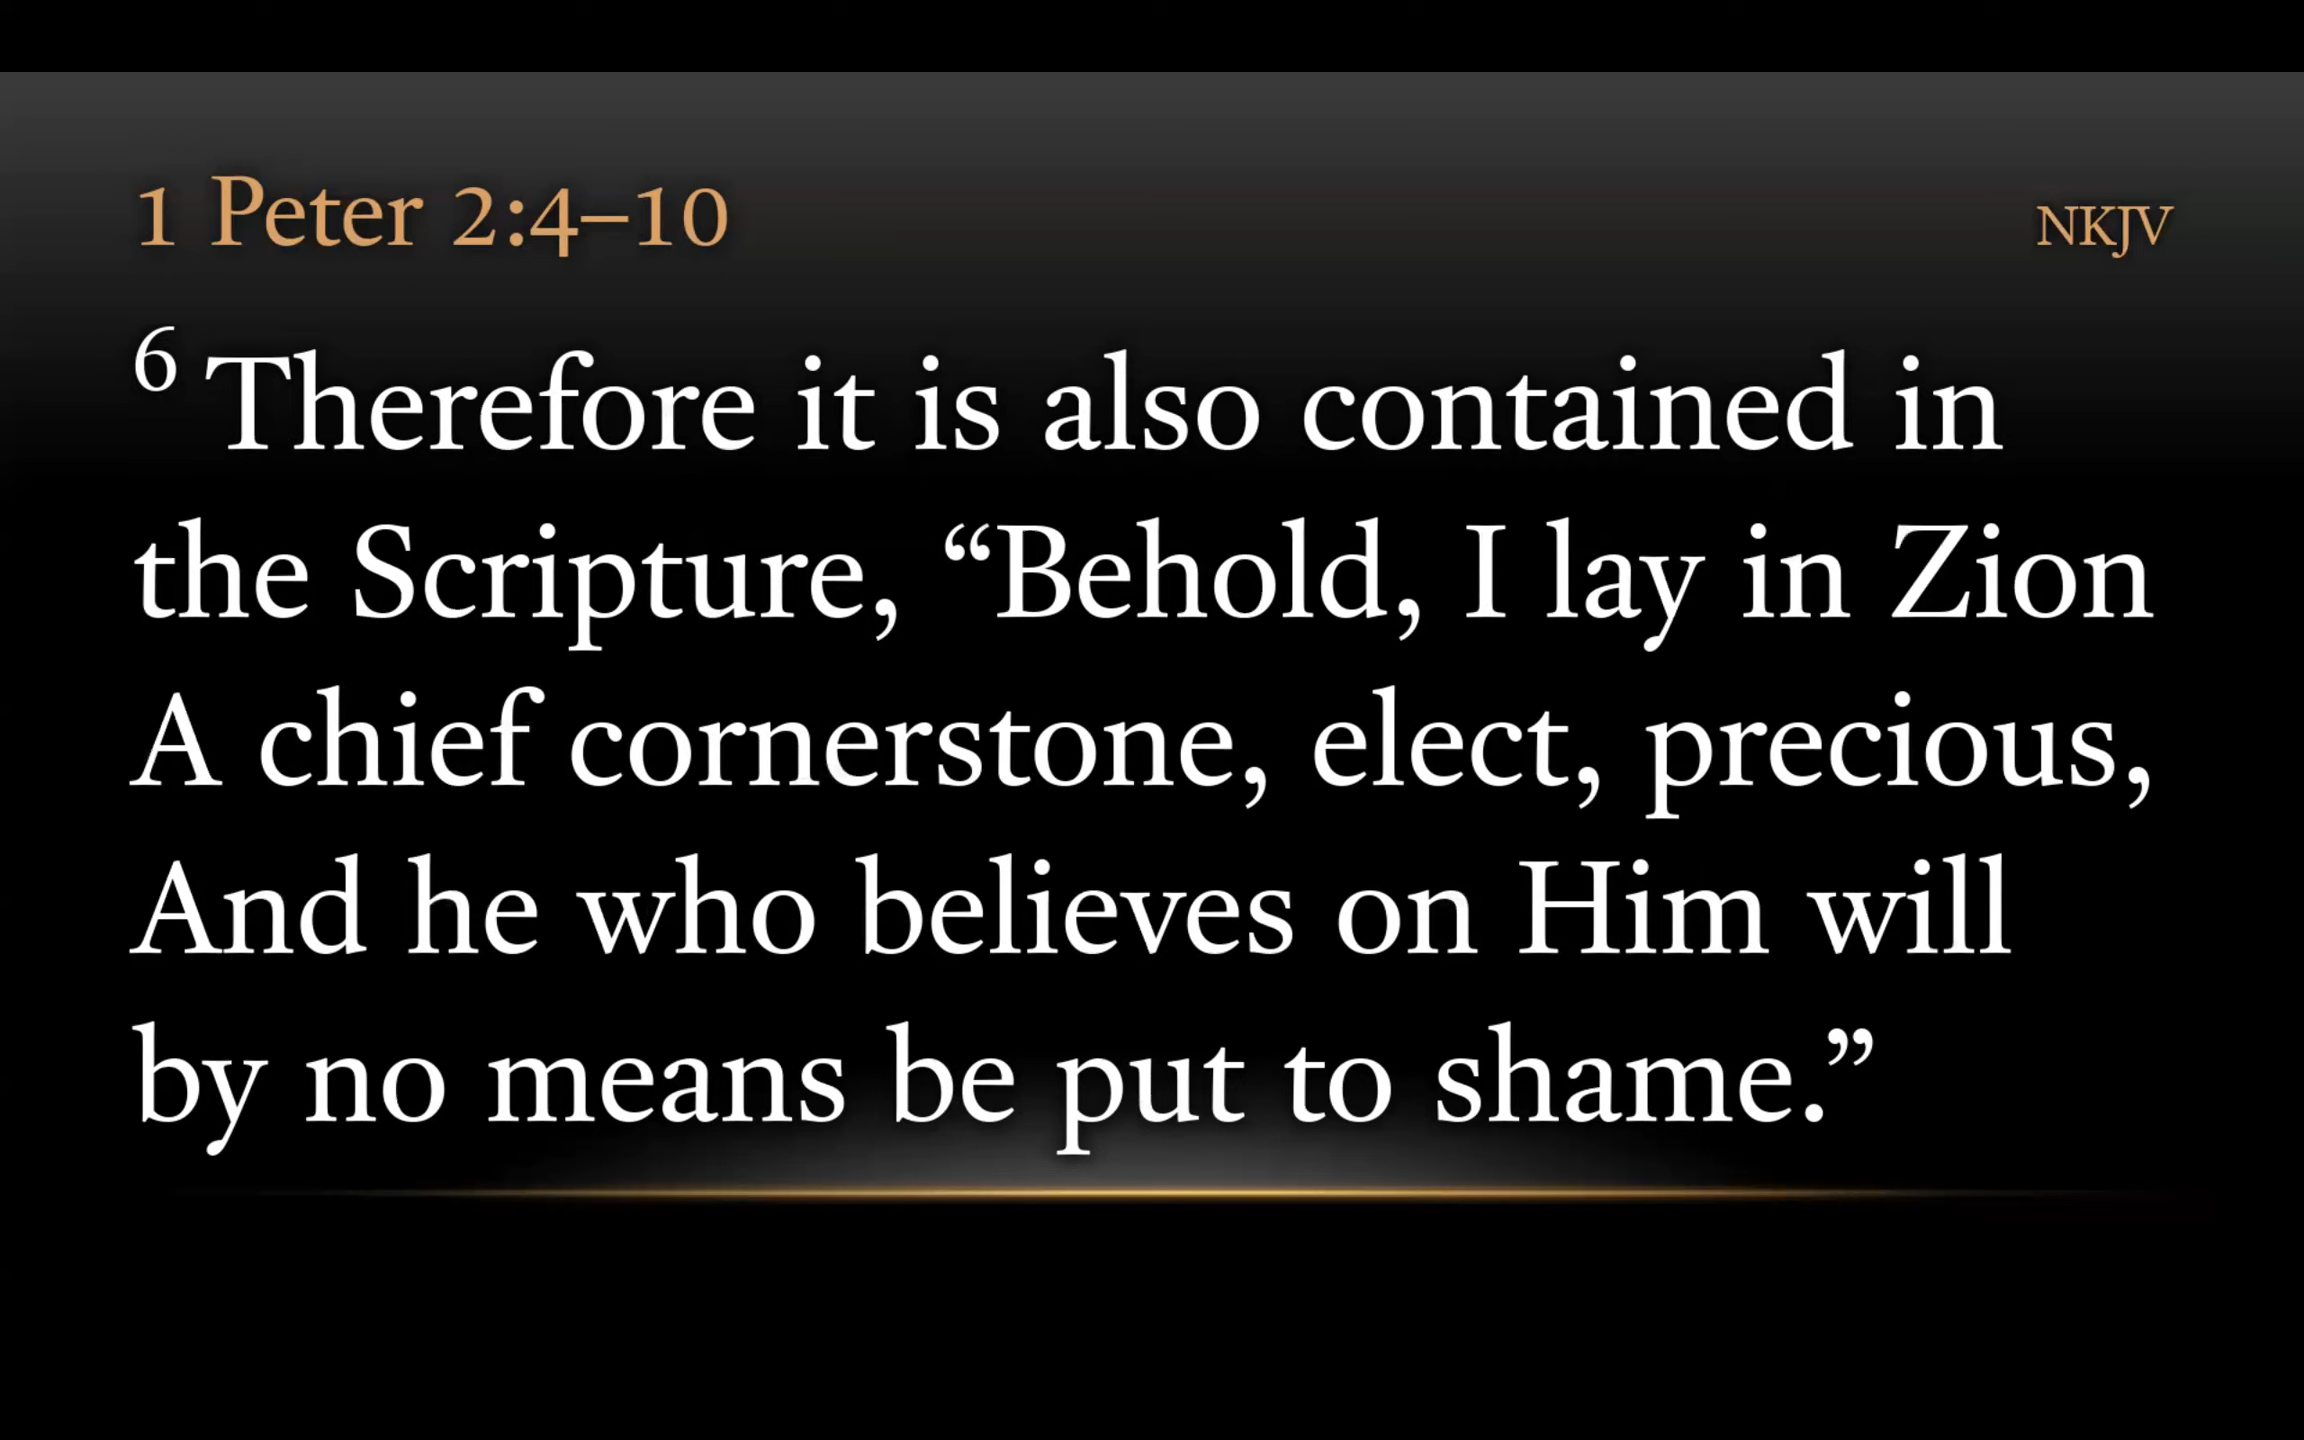 1 Peter 2:4–10 NKJV
6 Therefore it is also contained in
the Scripture, “Behold, I lay in Zion
A chief cornerstone, elect, precious,
And he who believes on Him will
by no means be put to shame.”